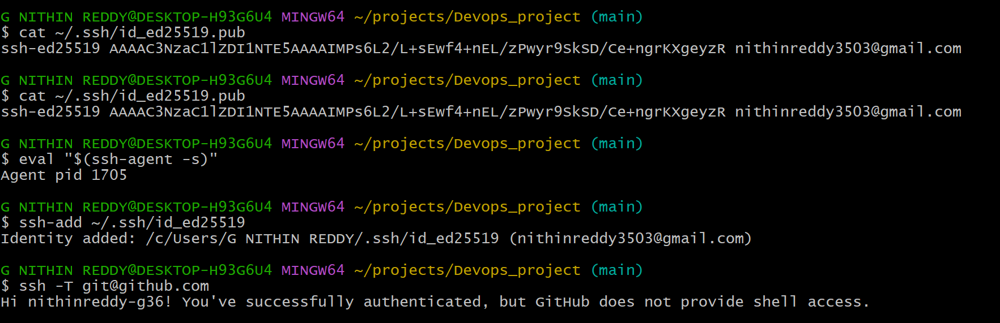 G NITHIN REDDY@DESKTOP-H93G6U4 MINGW64 ~/projects/Devops_project (main)
$ cat ~/.ssh/id_ed25519.pub
ssh-ed25519 AAAAC3NzaC1lZDI1NTE5AAAAIMPs6L2/L+sEwf4+nEL/zPwyr9SkSD/Ce+ngrKXgeyzR nithinreddy3503@gmail.com
G NITHIN REDDY@DESKTOP-H93G6U4 MINGW64 ~/projects/Devops_project (main)
$ cat ~/.ssh/id_ed25519.pub
ssh-ed25519 AAAAC3NzaC1lZDI1NTE5AAAAIMPs6L2/L+sEwf4+nEL/zPwyr9SkSD/Ce+ngrKXgeyzR nithinreddy3503@gmail.com
G NITHIN REDDY@DESKTOP-H93G6U4 MINGW64 ~/projects/Devops_project (main)
$ eval "$(ssh-agent -s)"
Agent pid 1705
G NITHIN REDDY@DESKTOP-H93G6U4 MINGW64 ~/projects/Devops_project (main)
$ ssh-add ~/.ssh/id_ed25519
Identity added: /c/Users/G NITHIN REDDY/.ssh/id_ed25519 (nithinreddy3503@gmail.com)
G NITHIN REDDY@DESKTOP-H93G6U4 MINGW64 ~/projects/Devops_project (main)
$ ssh -T git@github.com
Hi nithinreddy-g36! You've successfully authenticated, but GitHub does not provide shell access.